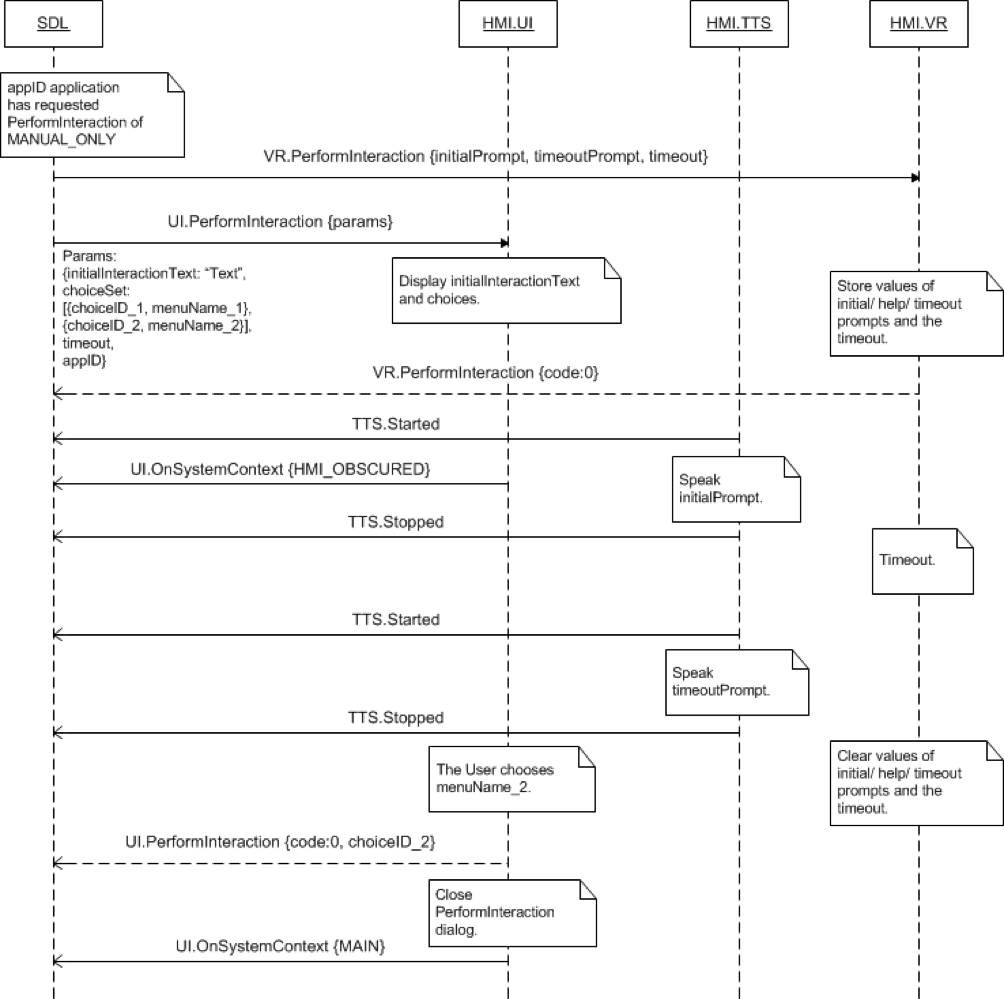 SDL
HMI.UI
HMI.TTS
HMI.VR
appID application
has requested
PerformInteraction of
MANUAL_ONLY
VR.PerformInteraction {initialPrompt, timeoutPrompt, timeout}
UI.PerformInteraction {params}
Params:
{initialInteractionText: “Text”,
choiceSet:
[{choiceID_1, menuName_1},
{choiceID_2, menuName_2}],
timeout,
appID}
Display initialInteractionText
and choices.
Store values of
initial/ help/ timeout
prompts and the
timeout.
VR.PerformInteraction {code:0}
TTS.Started
UI.OnSystemContext {HMI_OBSCURED}
Speak
initialPrompt.
TTS.Stopped
Timeout.
TTS.Started
Speak
timeoutPrompt.
TTS.Stopped
The User chooses
menuName_2.
Clear values of
initial/ help/ timeout
prompts and the
timeout.
UI.PerformInteraction {code:0, choiceID_2}
Close
PerformInteraction
dialog.
UI.OnSystemContext {MAIN}